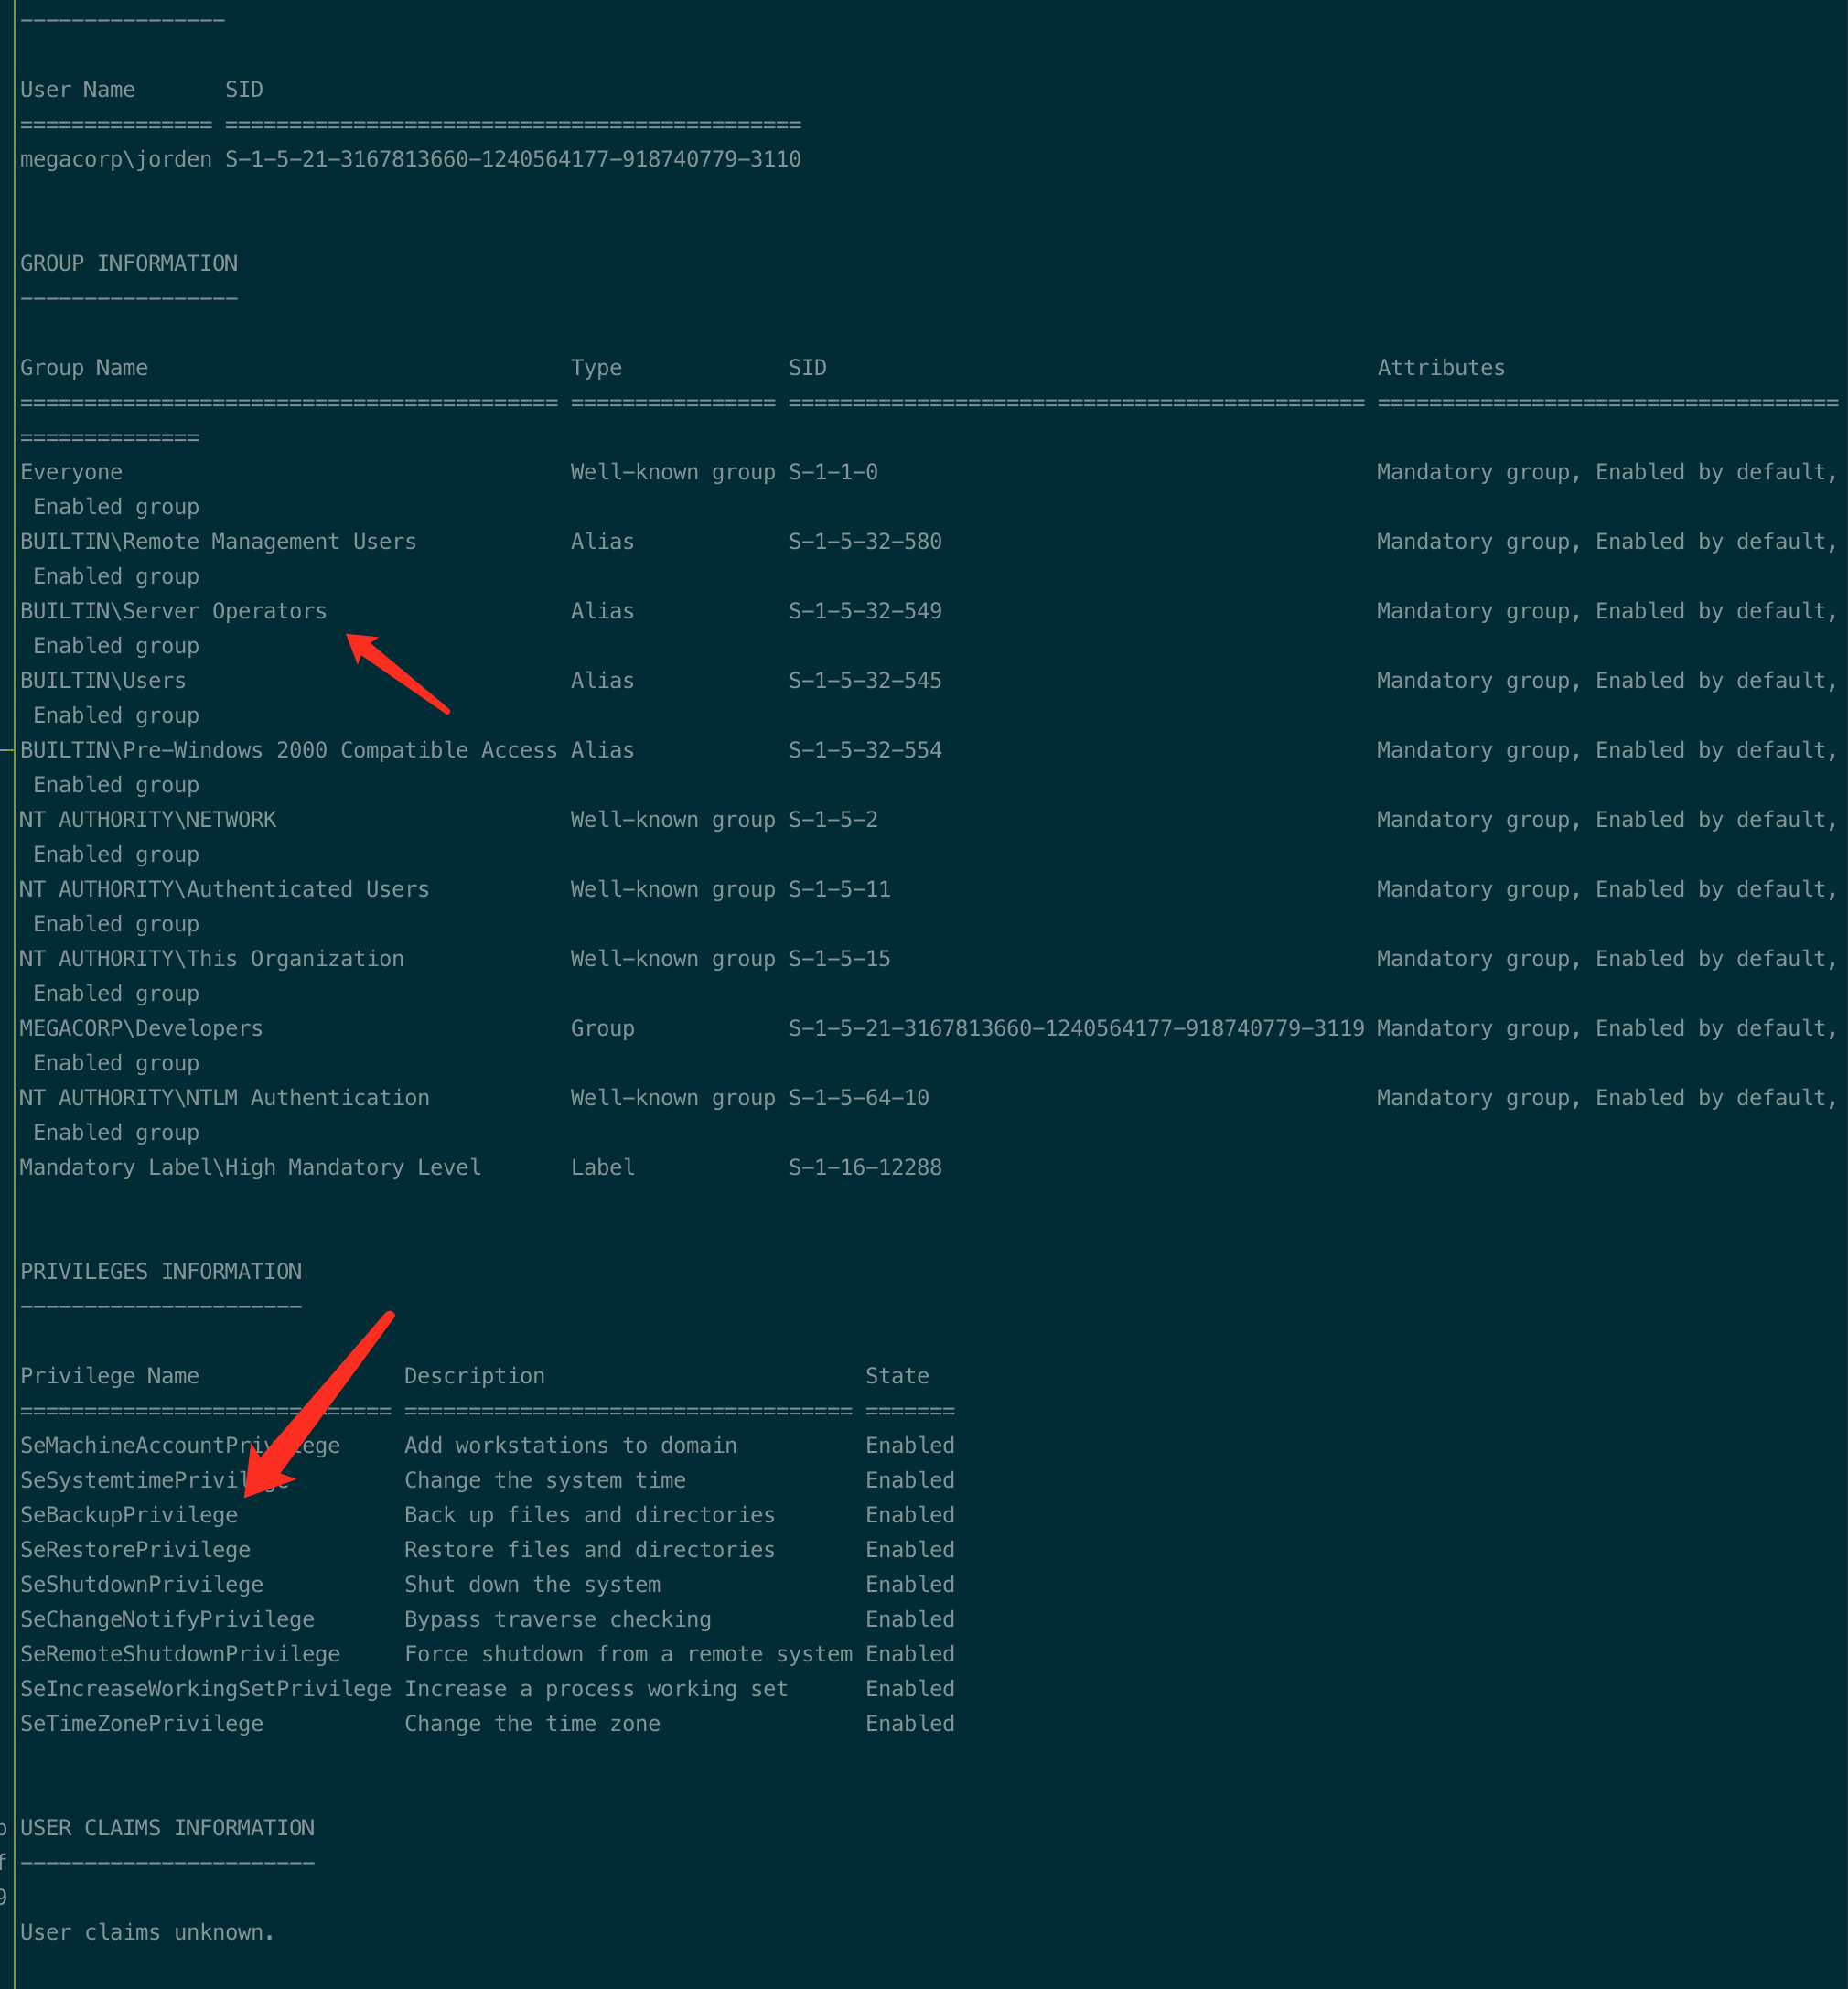 ----------------
User Name       SID
=============== =============================================
megacorp\jorden S-1-5-21-3167813660-1240564177-918740779-3110
GROUP INFORMATION
-----------------
Group Name                                 Type             SID                                           Attributes
========================================== ================ ============================================= ====================================
==============
Everyone                                   Well-known group S-1-1-0                                       Mandatory group, Enabled by default,
 Enabled group
BUILTIN\Remote Management Users            Alias            S-1-5-32-580                                  Mandatory group, Enabled by default,
 Enabled group
BUILTIN\Server Operators                   Alias            S-1-5-32-549                                  Mandatory group, Enabled by default,
 Enabled group
BUILTIN\Users                              Alias            S-1-5-32-545                                  Mandatory group, Enabled by default,
 Enabled group
BUILTIN\Pre-Windows 2000 Compatible Access Alias            S-1-5-32-554                                  Mandatory group, Enabled by default,
 Enabled group
NT AUTHORITY\NETWORK                       Well-known group S-1-5-2                                       Mandatory group, Enabled by default,
 Enabled group
NT AUTHORITY\Authenticated Users           Well-known group S-1-5-11                                      Mandatory group, Enabled by default,
 Enabled group
NT AUTHORITY\This Organization             Well-known group S-1-5-15                                      Mandatory group, Enabled by default,
 Enabled group
MEGACORP\Developers                        Group            S-1-5-21-3167813660-1240564177-918740779-3119 Mandatory group, Enabled by default,
 Enabled group
NT AUTHORITY\NTLM Authentication           Well-known group S-1-5-64-10                                   Mandatory group, Enabled by default,
 Enabled group
Mandatory Label\High Mandatory Level       Label            S-1-16-12288
PRIVILEGES INFORMATION
----------------------
Privilege Name                Description                         State
============================= =================================== =======
SeMachineAccountPrivilege     Add workstations to domain          Enabled
SeSystemtimePrivilege         Change the system time              Enabled
SeBackupPrivilege             Back up files and directories       Enabled
SeRestorePrivilege            Restore files and directories       Enabled
SeShutdownPrivilege           Shut down the system                Enabled
SeChangeNotifyPrivilege       Bypass traverse checking            Enabled
SeRemoteShutdownPrivilege     Force shutdown from a remote system Enabled
SeIncreaseWorkingSetPrivilege Increase a process working set      Enabled
SeTimeZonePrivilege           Change the time zone                Enabled
USER CLAIMS INFORMATION
-----------------------
User claims unknown.